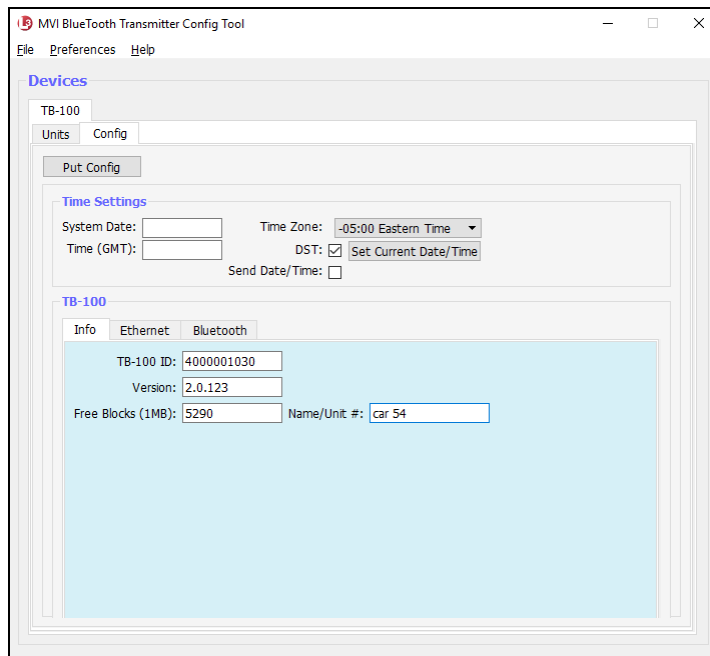 MVI BlueTooth Transmitter Config Tool
File Preferences Help
Devices
TB-100
Units Config
Put Config
Time Settings
System Date: Time Zone: -05:00 Eastern Time
Time (GMT): DST: Set Current Date/Time
Send Date/Time:
TB-100
Info Ethernet Bluetooth
TB-100 ID: 4000001030
Version: 2.0.123
Free Blocks (1MB): 5290 Name/Unit #: car 54